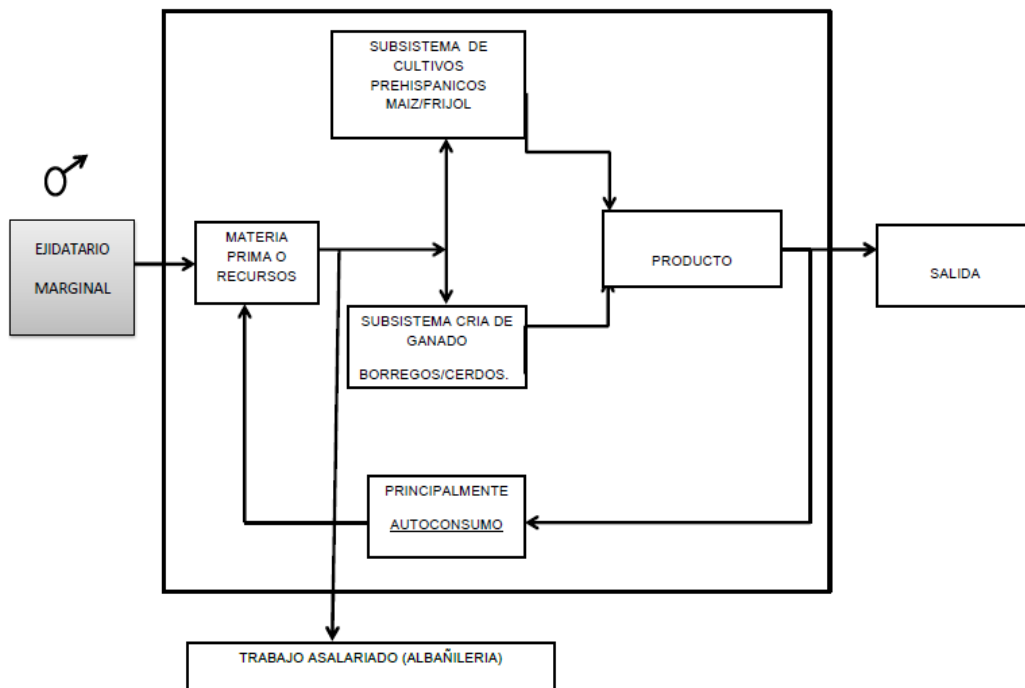 SUBSISTEMA DE
CULTIVOS
PREHISPANICOS
MAIZ/FRIJOL
EJIDATARIO
MARGINAL
MATERIA
PRIMA O
RECURSOS
PRODUCTO
SALIDA
SUBSISTEMA CRIA DE
GANADO
BORREGOS/CERDOS.
PRINCIPALMENTE
AUTOCONSUMO
TRABAJO ASALARIADO (ALBAÑILERIA)